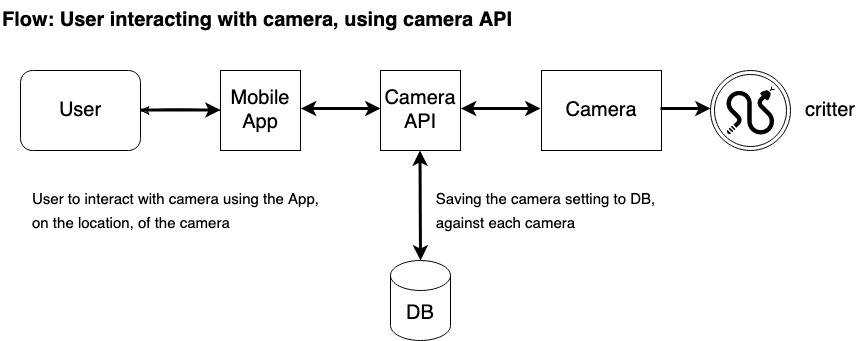 Flow: User interacting with camera, using camera API
User
Mobile
App
Camera
API
Camera
critter
User to interact with camera using the App,
on the location, of the camera
Saving the camera setting to DB,
against each camera
DB